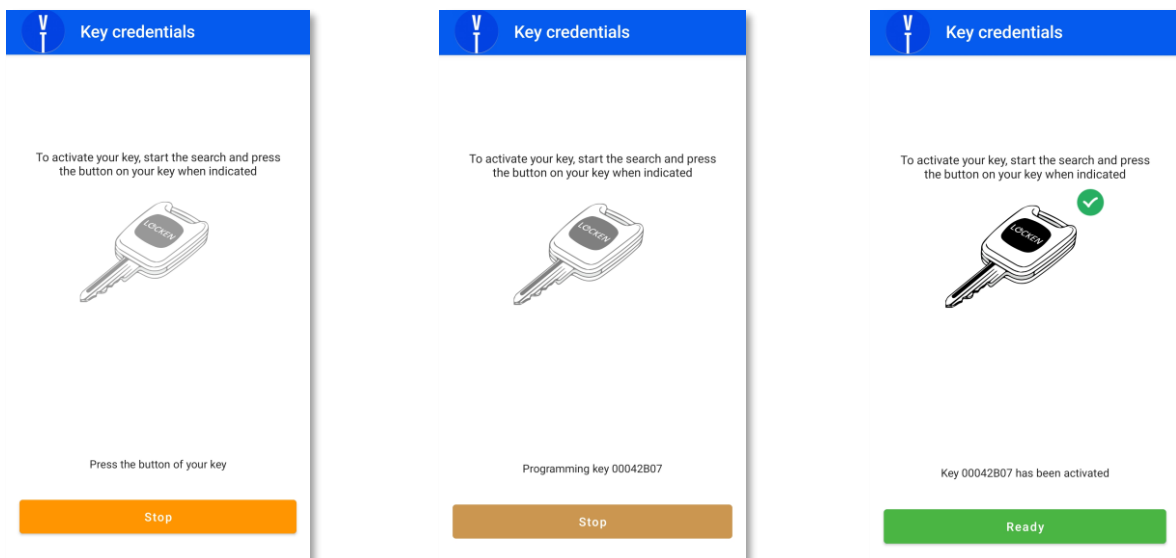 VT
Key credentials
To activate your key, start the search and press
the button on your key when indicated
LOCKEN
Press the button of your key
Stop
VT
Key credentials
To activate your key, start the search and press
the button on your key when indicated
LOCKEN
Programming key 00042B07
Stop
VT
Key credentials
To activate your key, start the search and press
the button on your key when indicated
LOCKEN
Key 00042B07 has been activated
Ready